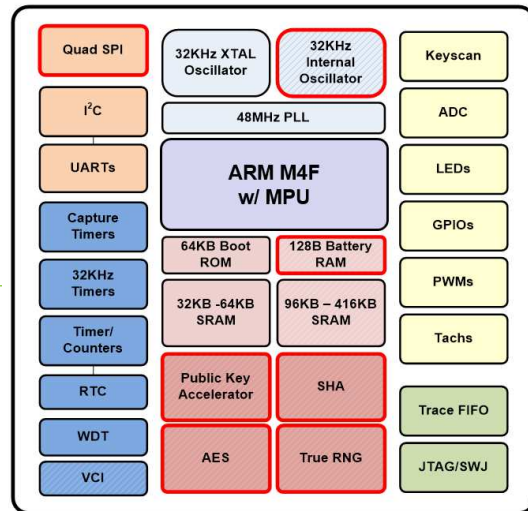 Quad SPI
I²C
UARTs
Capture
Timers
32KHz
Timers
Timer/
Counters
RTC
WDT
VCI
32KHz XTAL
Oscillator
32KHz
Internal
Oscillator
48MHz PLL
ARM M4F
w/ MPU
64KB Boot
ROM
128B Battery
RAM
32KB -64KB
SRAM
96KB – 416KB
SRAM
Public Key
Accelerator
SHA
AES
True RNG
Keyscan
ADC
LEDs
GPIOs
PWMs
Tachs
Trace FIFO
JTAG/SWJ